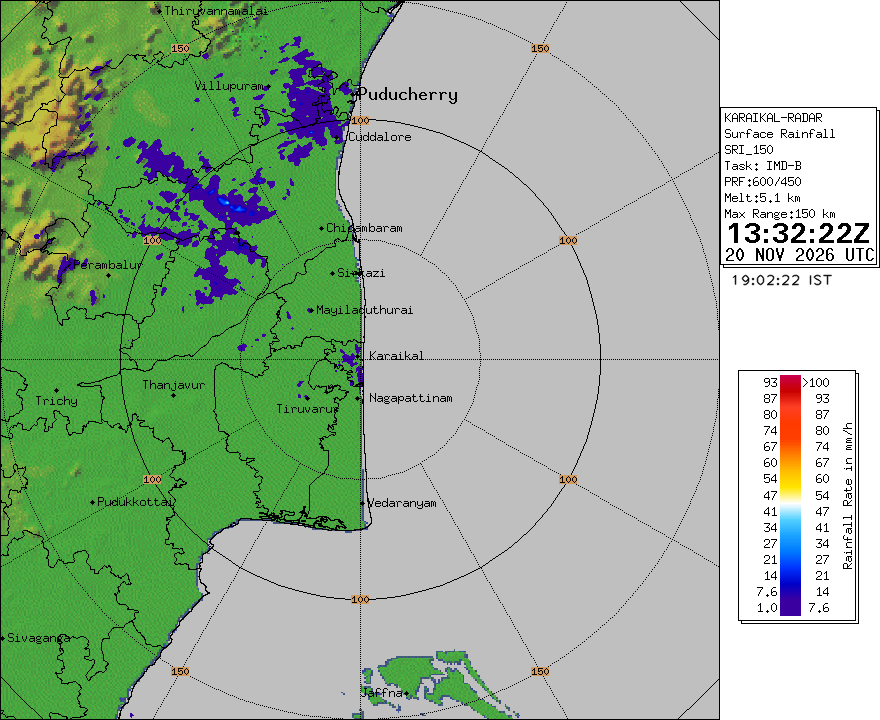 Thiruvannamalai
150
150
Villupuram
Puducherry
100
Cuddalore
Chidambaram
100
100
Perambalur
Sirkazi
Mayiladuthurai
Karaikal
Thanjavur
Trichy
Nagapattinam
Tiruvarur
100
100
Pudukkottai
Vedaranyam
100
Sivaganga
150
150
Jaffna
KARAIKAL-RADAR
Surface Rainfall
SRI_150
Task: IMD-B
PRF:600/450
Melt:5.1 km
Max Range:150 km
13:32:22Z
20 NOV 2026 UTC
19:02:22 IST
93 >100
87 93
80 87
74 80
67 74
60 67
54 60
47 54
41 47
34 41
27 34
21 27
14 21
7.6 14
1.0 7.6
Rainfall Rate in mm/h